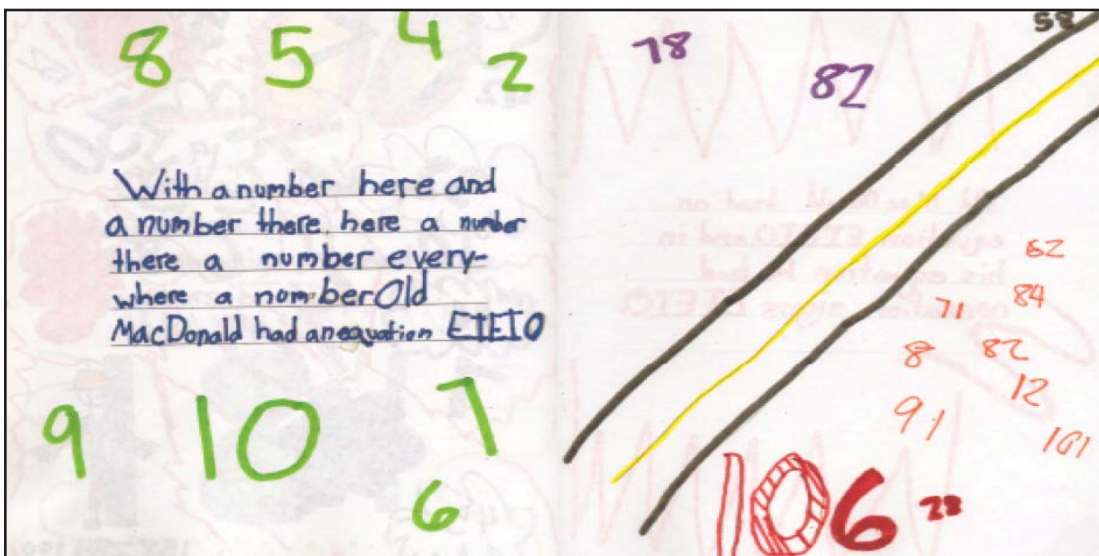 8 5 4 2
With a number here and
a number there, here a number
there a number every-
where a number Old
MacDonald had an equation EIEIO
9 10 7
6
78
82
58
62
71 84
8 82
12
91
101
106 28